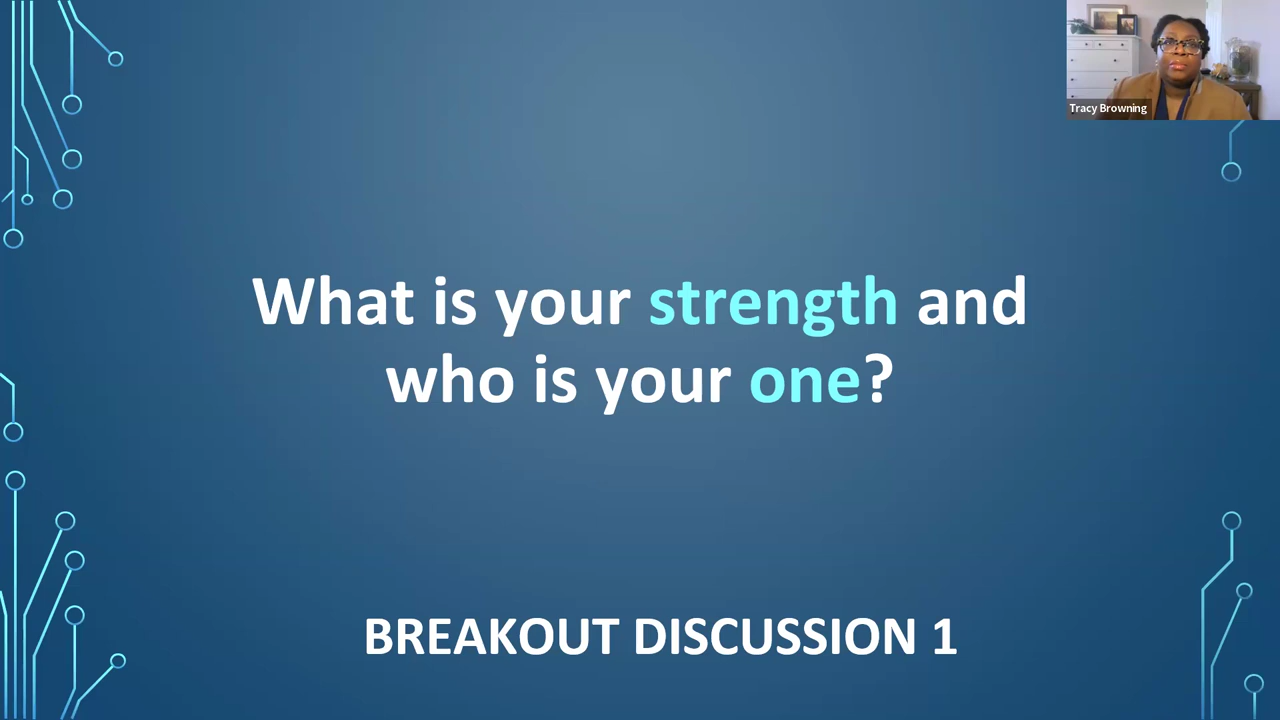 Tracy Browning
What is your strength and
who is your one?
BREAKOUT DISCUSSION 1